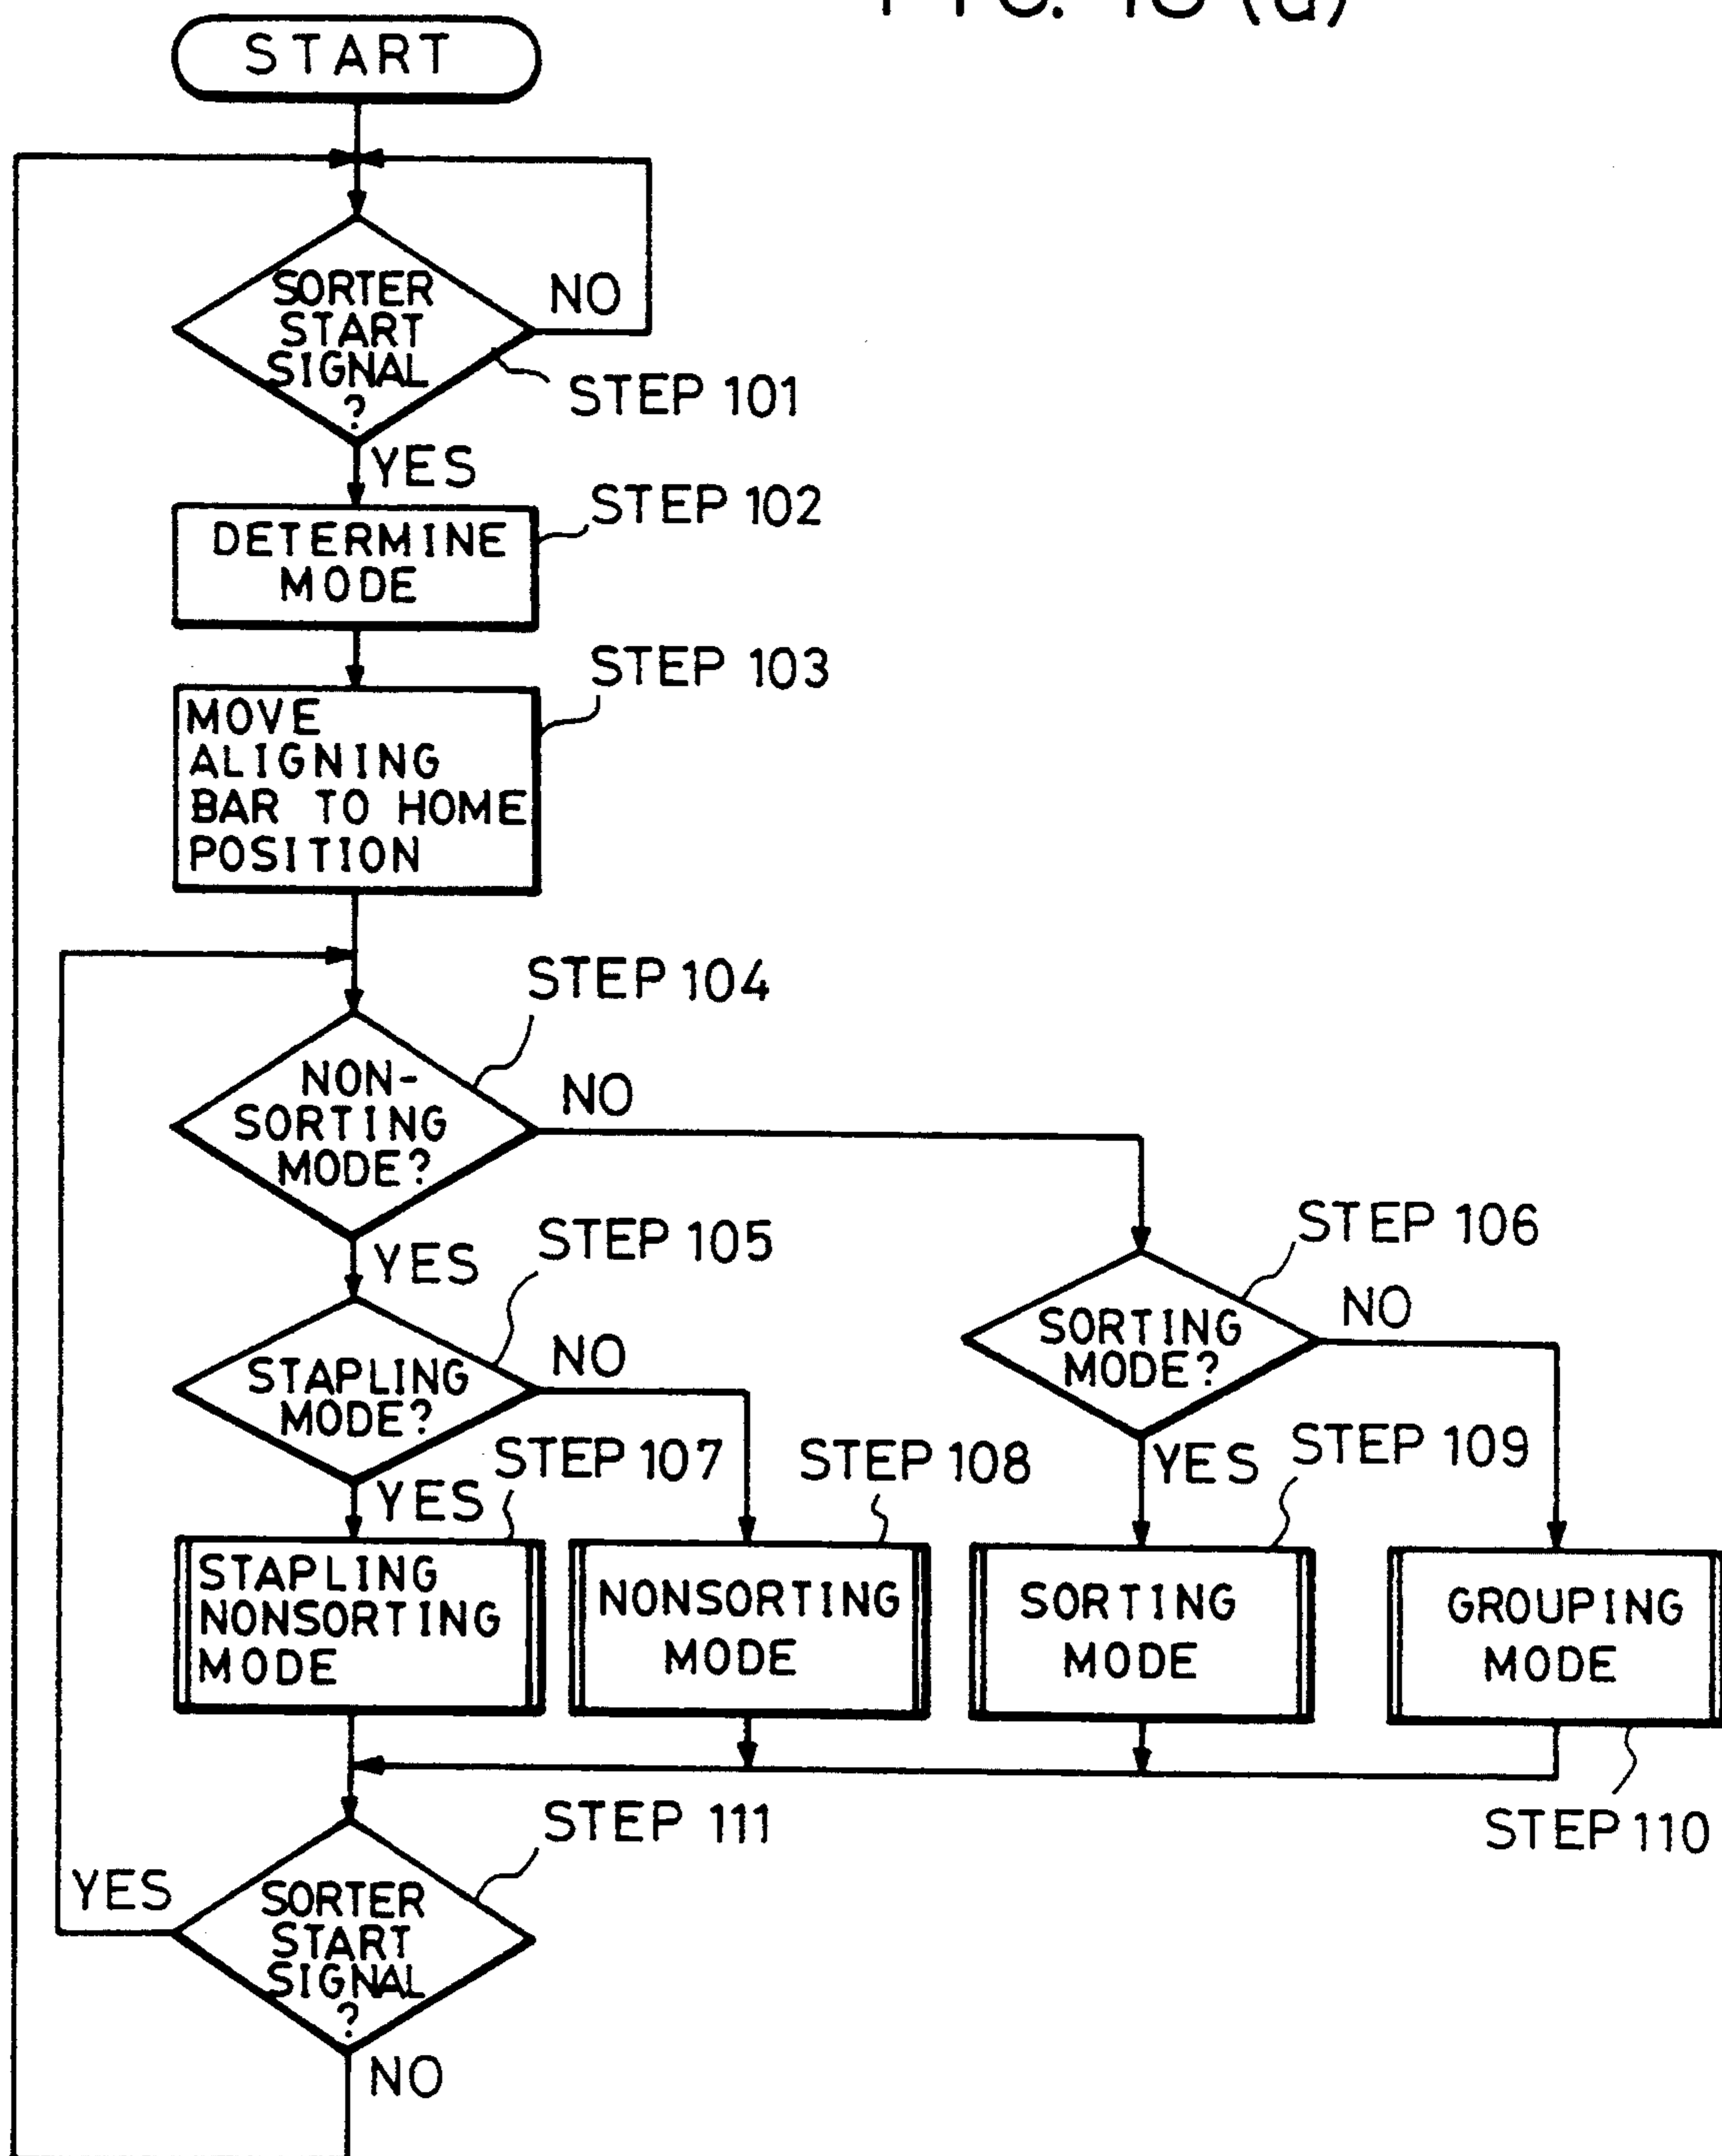 START
SORTER
START
SIGNAL
?
NO
STEP 101
YES
STEP 102
DETERMINE
MODE
STEP 103
MOVE
ALIGNING
BAR TO HOME
POSITION
STEP 104
NON-
SORTING
MODE?
NO
YES
STEP 105
STAPLING
MODE?
NO
STEP 106
SORTING
MODE?
NO
YES
STEP 107
STEP 108
YES
STEP 109
STAPLING
NONSORTING
MODE
NONSORTING
MODE
SORTING
MODE
GROUPING
MODE
STEP 110
STEP 111
YES
SORTER
START
SIGNAL
?
NO